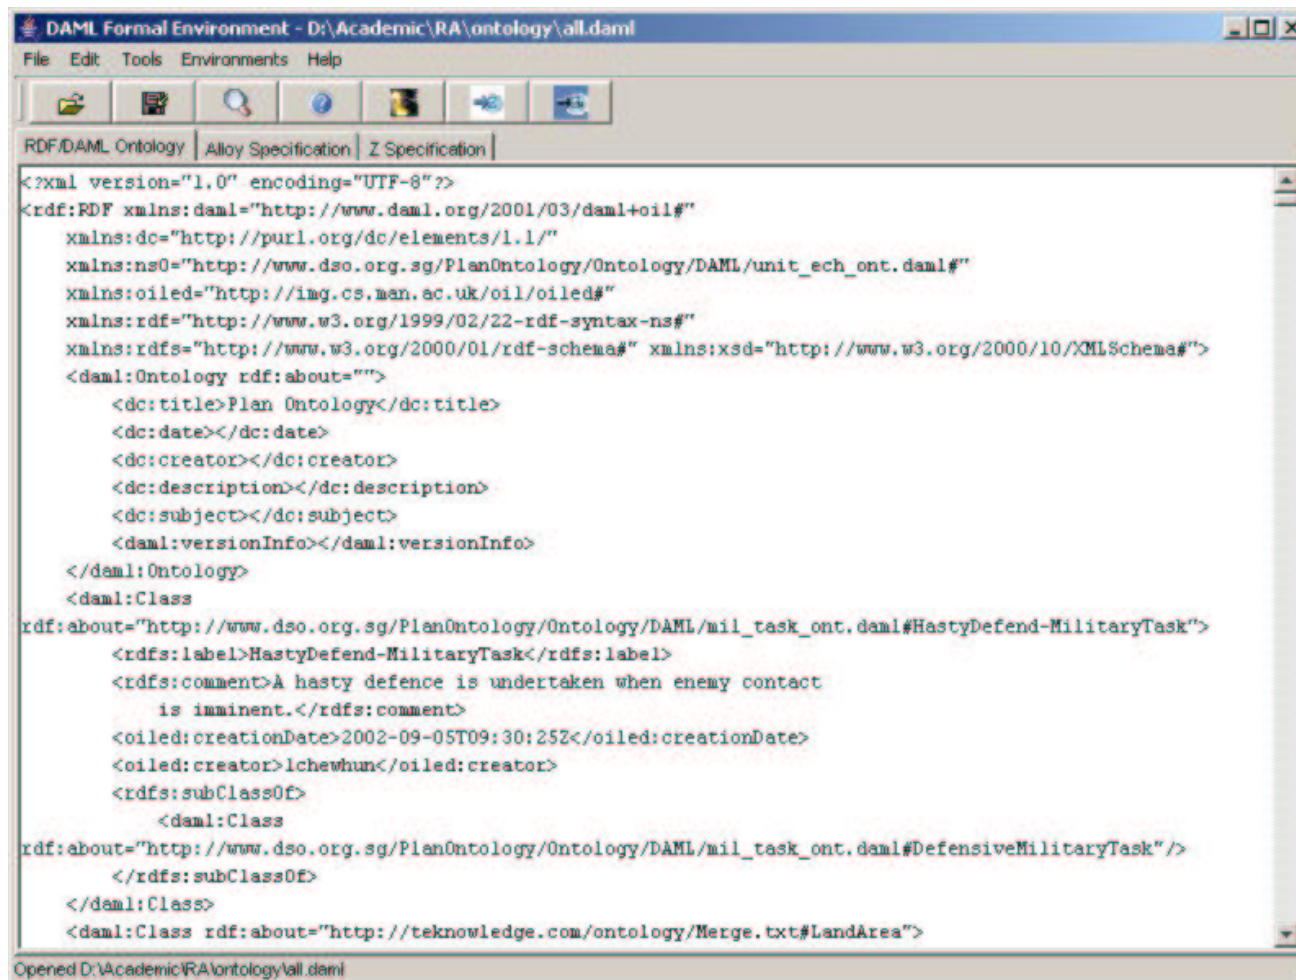 DAML Formal Environment - D:\Academic\RA\ontology\all.daml
File Edit Tools Environments Help
RDF/DAML Ontology Alloy Specification Z Specification
<?xml version="1.0" encoding="UTF-8"?>
<rdf:RDF xmlns:daml="http://www.daml.org/2001/03/daml+oil#"
xmlns:dc="http://purl.org/dc/elements/1.1/"
xmlns:ns0="http://www.dso.org.sg/PlanOntology/Ontology/DAML/unit_ech_ont.daml#"
xmlns:oiled="http://img.cs.man.ac.uk/oil/oiled#"
xmlns:rdf="http://www.w3.org/1999/02/22-rdf-syntax-ns#"
xmlns:rdfs="http://www.w3.org/2000/01/rdf-schema#" xmlns:xsd="http://www.w3.org/2000/10/XMLSchema#">
<daml:Ontology rdf:about="">
<dc:title>Plan Ontology</dc:title>
<dc:date></dc:date>
<dc:creator></dc:creator>
<dc:description></dc:description>
<dc:subject></dc:subject>
<daml:versionInfo></daml:versionInfo>
</daml:Ontology>
<daml:Class
rdf:about="http://www.dso.org.sg/PlanOntology/Ontology/DAML/mil_task_ont.daml#HastyDefend-MilitaryTask">
<rdfs:label>HastyDefend-MilitaryTask</rdfs:label>
<rdfs:comment>A hasty defence is undertaken when enemy contact
is imminent.</rdfs:comment>
<oiled:creationDate>2002-09-05T09:30:25Z</oiled:creationDate>
<oiled:creator>lchewhun</oiled:creator>
<rdfs:subClassOf>
<daml:Class
rdf:about="http://www.dso.org.sg/PlanOntology/Ontology/DAML/mil_task_ont.daml#DefensiveMilitaryTask"/>
</rdfs:subClassOf>
</daml:Class>
<daml:Class rdf:about="http://teknowledge.com/ontology/Merge.txt#LandArea">
Opened D:\Academic\RA\ontology\all.daml